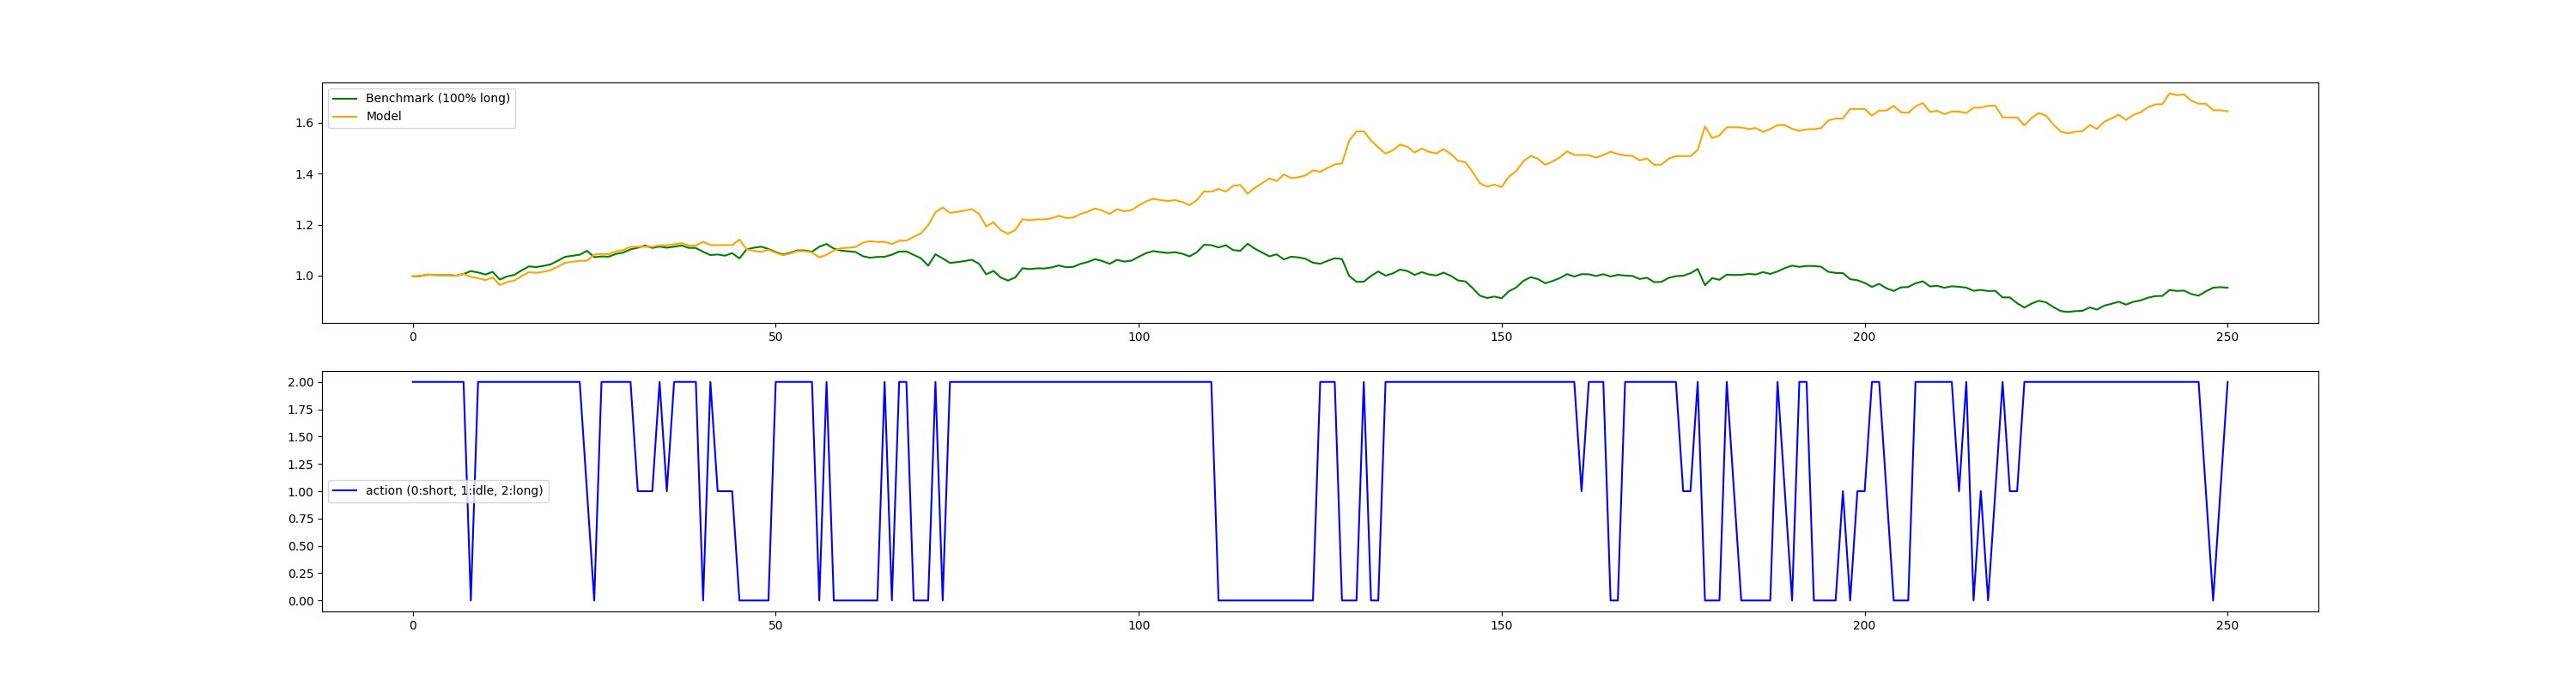 Benchmark (100% long)
Model
1.6
1.4
1.2
1.0
0 50 100 150 200 250
2.00
1.75
1.50
1.25
1.00
0.75
0.50
0.25
0.00
action (0:short, 1:idle, 2:long)
0 50 100 150 200 250